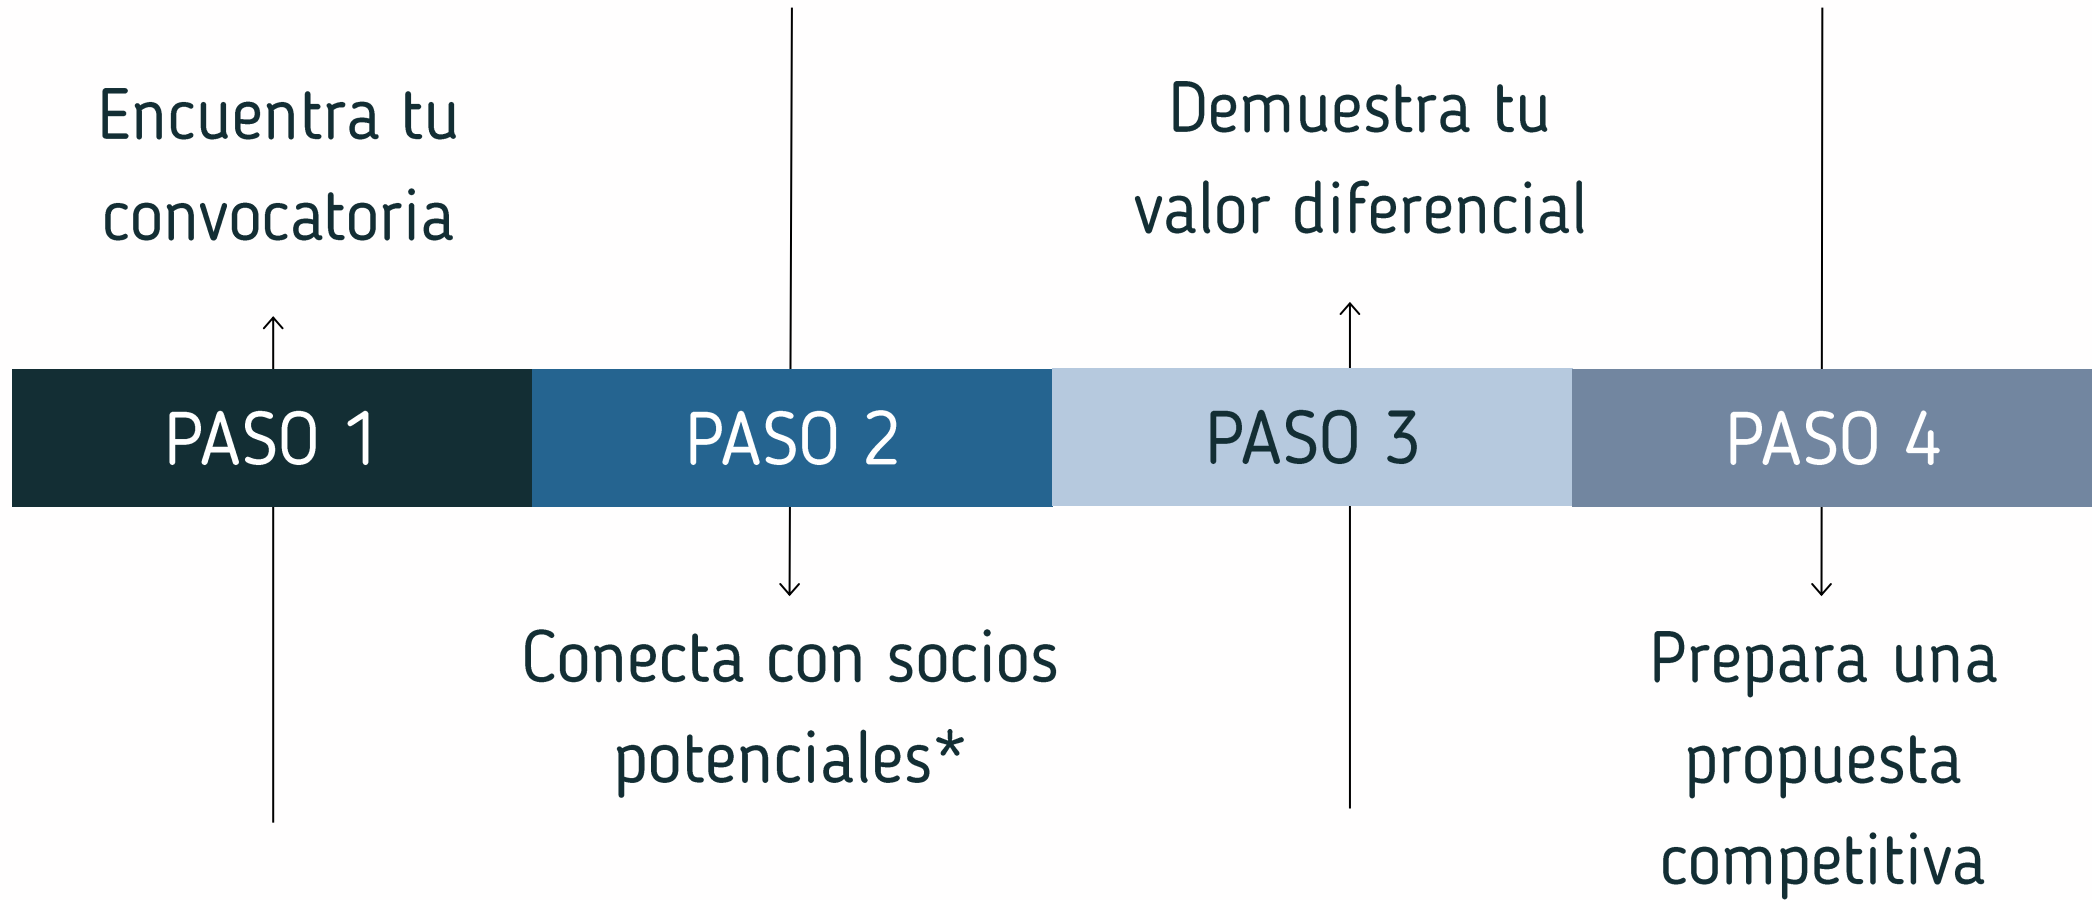 Encuentra tu
convocatoria
PASO 1
PASO 2
Conecta con socios
potenciales*
Demuestra tu
valor diferencial
PASO 3
PASO 4
Prepara una
propuesta
competitiva